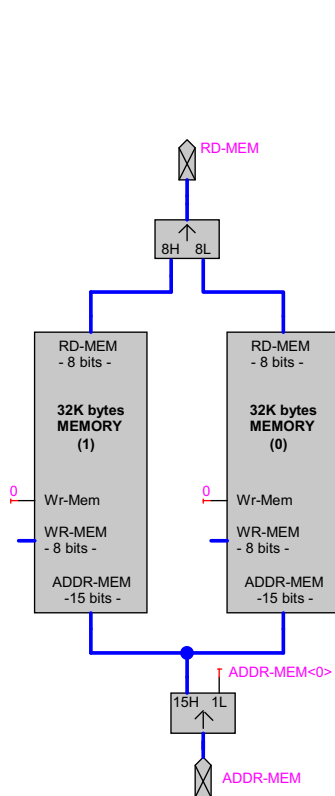 RD-MEM
8H 8L
RD-MEM
- 8 bits -
32K bytes
MEMORY
(1)
0
Wr-Mem
WR-MEM
- 8 bits -
ADDR-MEM
-15 bits -
RD-MEM
- 8 bits -
32K bytes
MEMORY
(0)
0
Wr-Mem
WR-MEM
- 8 bits -
ADDR-MEM
-15 bits -
ADDR-MEM<0>
15H 1L
ADDR-MEM